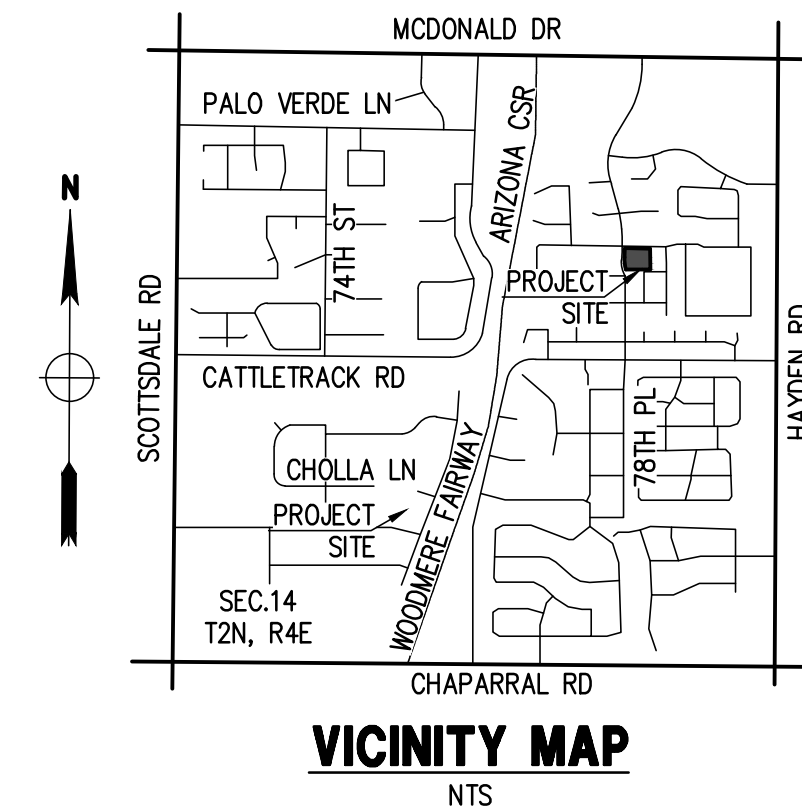 MCDONALD DR
PALO VERDE LN
ARIZONA CSR
N
74TH ST
SCOTTSDALE RD
PROJECT
SITE
HAYDEN RD
CATTLETRACK RD
78TH PL
CHOLLA LN
WOODMERE FAIRWAY
PROJECT
SITE
SEC.14
T2N, R4E
CHAPARRAL RD
VICINITY MAP
NTS